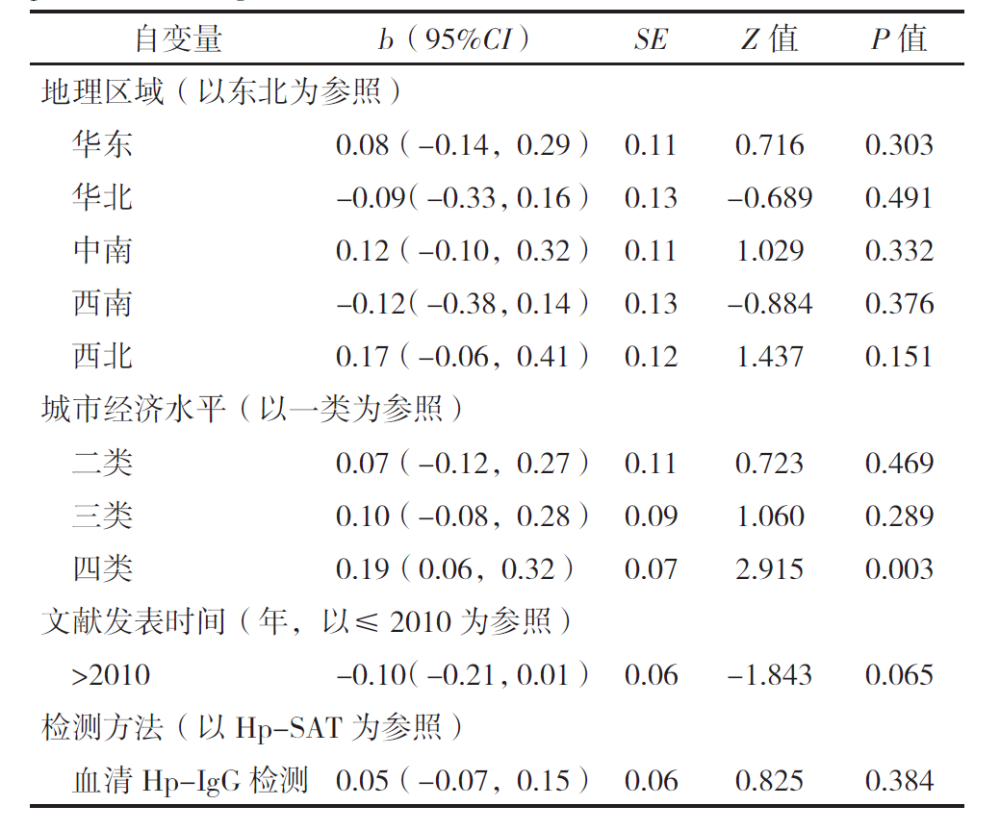 自变量 b（95%CI） SE Z 值 P 值
地理区域（以东北为参照）
华东 0.08（–0.14, 0.29） 0.11 0.716 0.303
华北 –0.09(–0.33, 0.16） 0.13 –0.689 0.491
中南 0.12（–0.10, 0.32） 0.11 1.029 0.332
西南 –0.12(–0.38, 0.14） 0.13 –0.884 0.376
西北 0.17（–0.06, 0.41） 0.12 1.437 0.151
城市经济水平（以一类为参照）
二类 0.07（–0.12, 0.27） 0.11 0.723 0.469
三类 0.10（–0.08, 0.28） 0.09 1.060 0.289
四类 0.19（0.06, 0.32） 0.07 2.915 0.003
文献发表时间（年, 以≤ 2010 为参照）
>2010 –0.10(–0.21, 0.01） 0.06 –1.843 0.065
检测方法（以 Hp–SAT 为参照）
血清 Hp–IgG 检测 0.05（–0.07, 0.15） 0.06 0.825 0.384